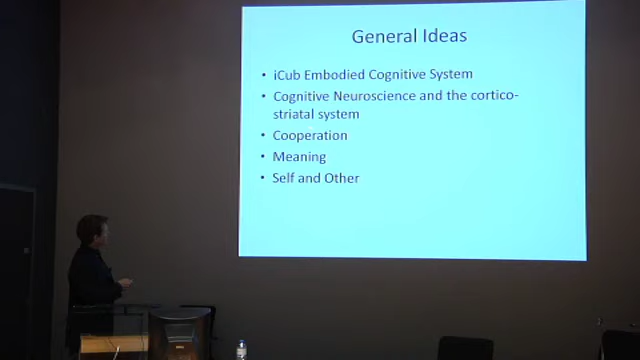 General Ideas
• iCub Embodied Cognitive System
• Cognitive Neuroscience and the cortico-
striatal system
• Cooperation
• Meaning
• Self and Other